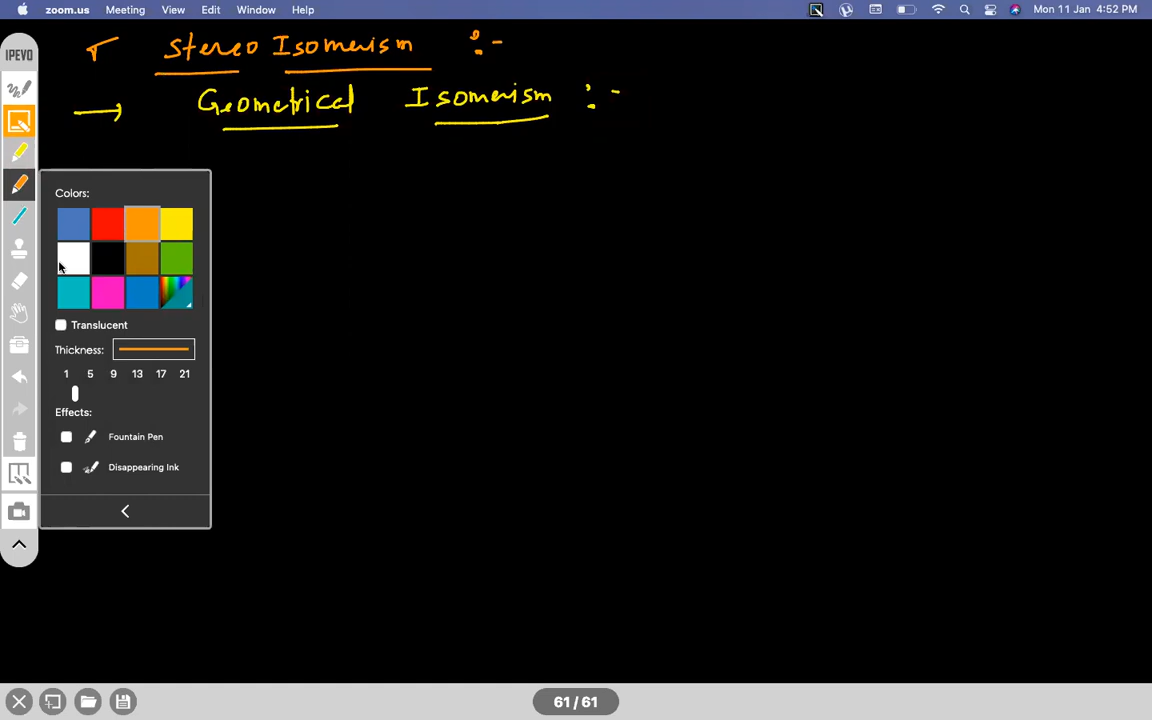 zoom.us Meeting View Edit Window Help Mon 11 Jan 4:52 PM
IPEVO
Stereo Isomerism :-
→ Geometrical Isomerism :-
Colors:
Translucent
Thickness:
1 5 9 13 17 21
Effects:
Fountain Pen
Disappearing Ink
61 / 61